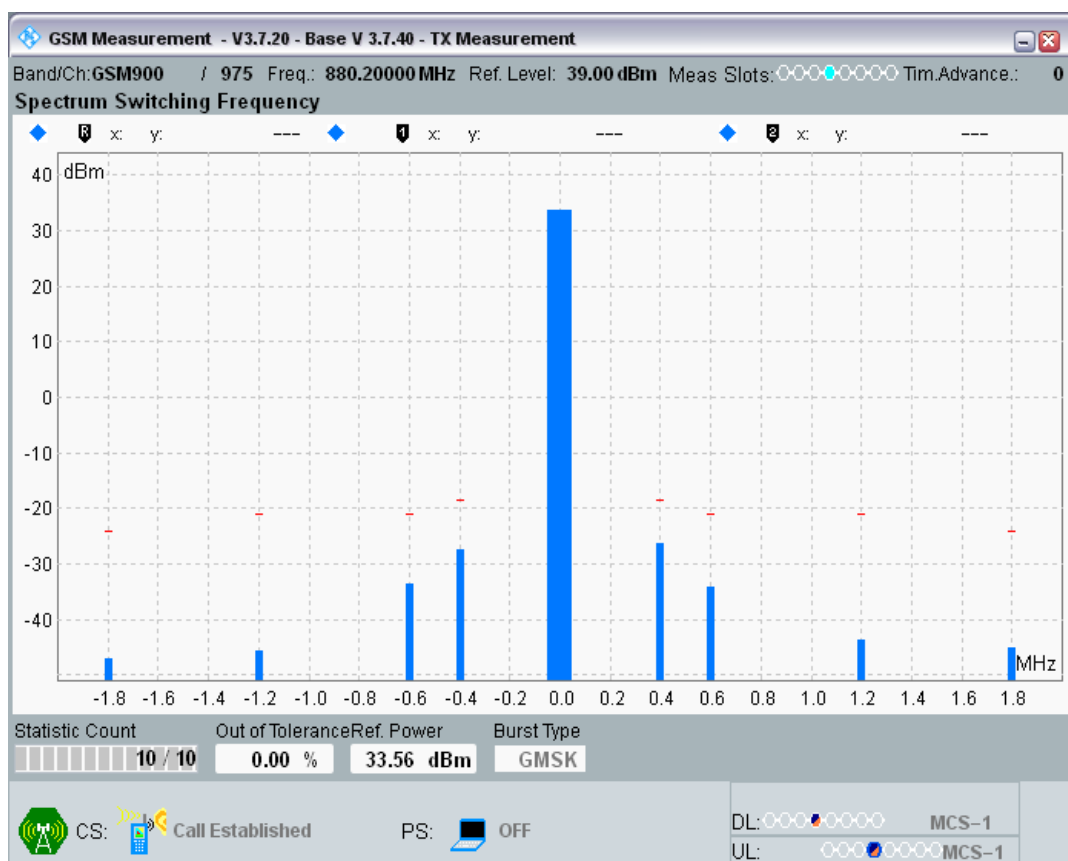 GSM Measurement - V3.7.20 - Base V 3.7.40 - TX Measurement
Band/Ch:GSM900 / 975 Freq.: 880.20000 MHz Ref. Level: 39.00 dBm Meas Slots: Tim.Advance.: 0
Spectrum Switching Frequency
R x: y: --- 1 x: y: --- 2 x: y: ---
dBm
40
30
20
10
0
-10
-20
-30
-40
MHz
-1.8 -1.6 -1.4 -1.2 -1.0 -0.8 -0.6 -0.4 -0.2 0.0 0.2 0.4 0.6 0.8 1.0 1.2 1.4 1.6 1.8
Statistic Count Out of Tolerance Ref. Power Burst Type
10 / 10 0.00 % 33.56 dBm GMSK
CS: Call Established PS: OFF
DL: MCS-1
UL: MCS-1